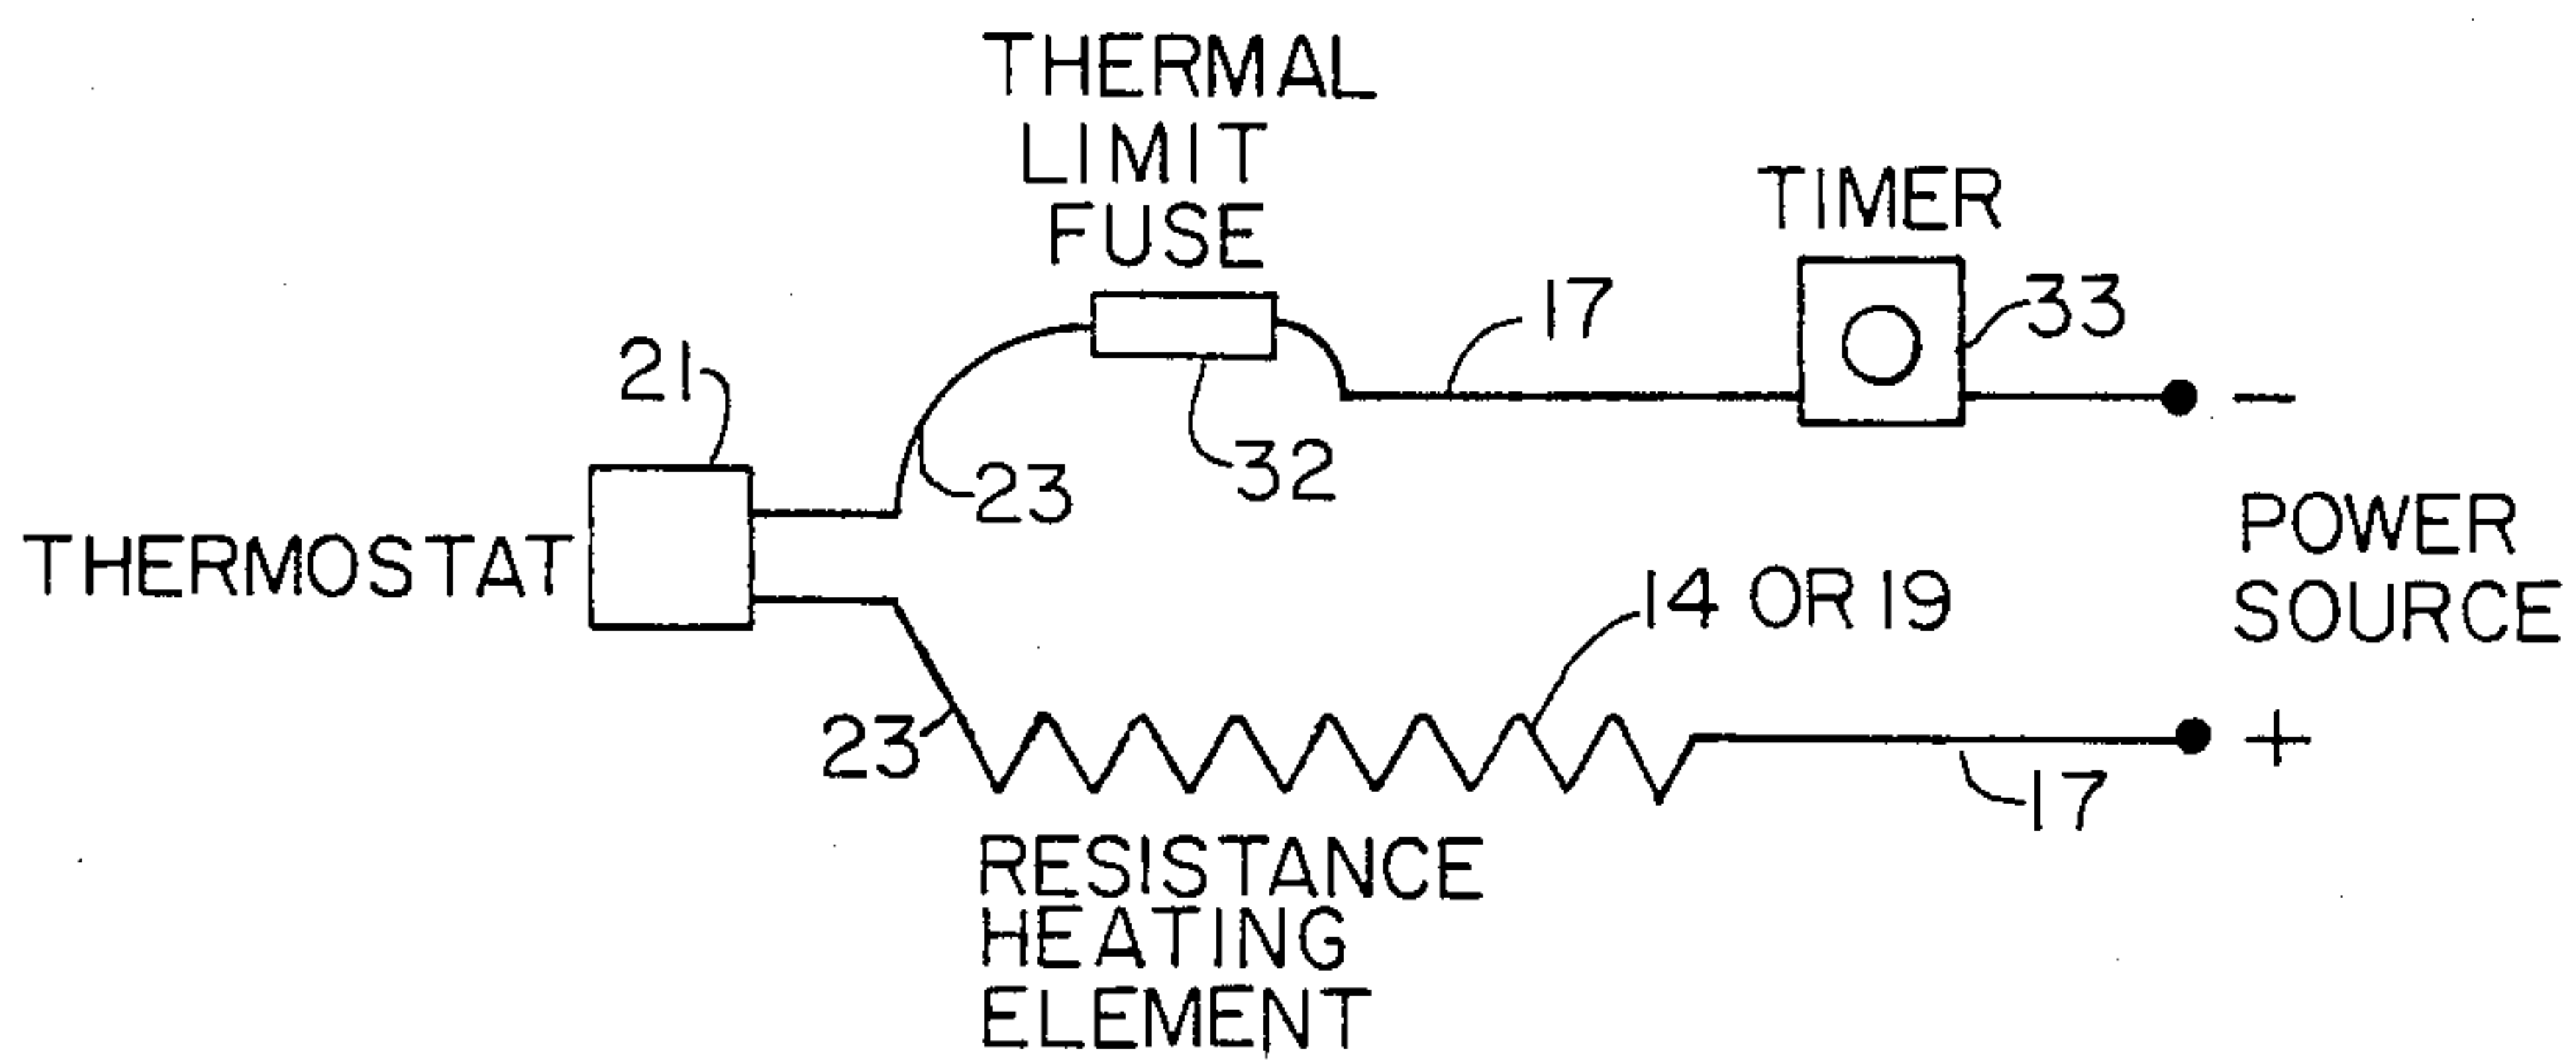 THERMAL
LIMIT
FUSE
TIMER
17
33
21
32
23
THERMOSTAT
POWER
SOURCE
-
14 OR 19
23
+
17
RESISTANCE
HEATING
ELEMENT